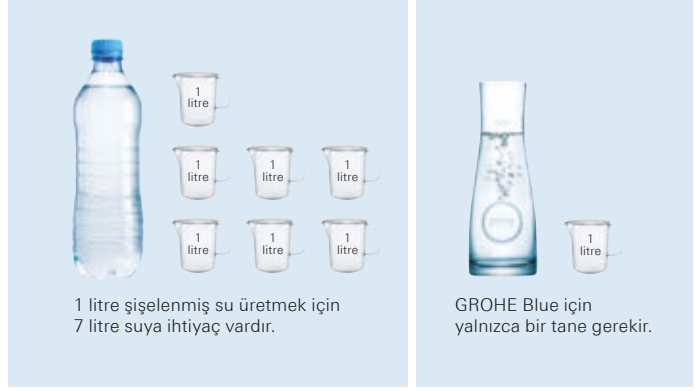 1
litre
1
litre
1
litre
1
litre
1
litre
1
litre
1
litre
1 litre şişelenmiş su üretmek için
7 litre suya ihtiyaç vardır.
1
litre
GROHE Blue için
yalnızca bir tane gerekir.